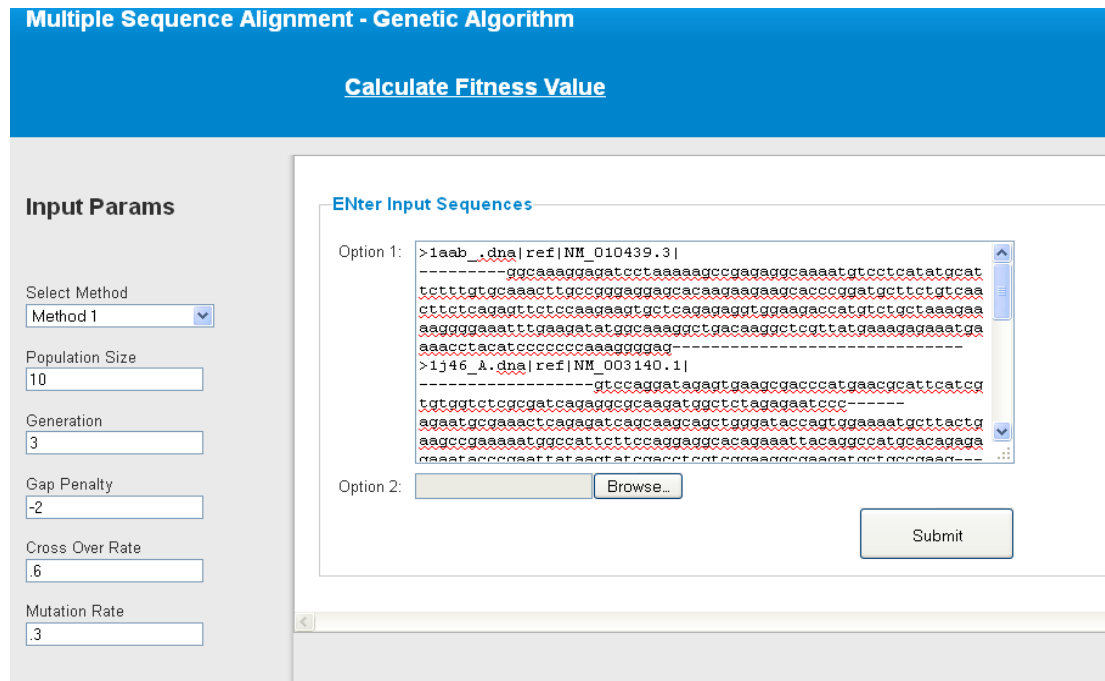 Multiple Sequence Alignment - Genetic Algorithm
Calculate Fitness Value
Input Params
Select Method
Method 1
Population Size
10
Generation
3
Gap Penalty
-2
Cross Over Rate
.6
Mutation Rate
.3
ENter Input Sequences
Option 1:
>1aab_.dna|ref|NM_010439.3|
---------ggcaaaggagatcctaaaaaagccgagaggcaaaatgtcctcatatgcat
tctttgtgcaaacttgccgggaggagcacaagaagaagcacccggatgcttctgtcaa
cttctcagagttctccaagaagtgctcagagaggtggaagaccatgtctgctaaagaa
aaggggaaatttgaagatatggcaaaggctgacaaggctcgttatgaaagagaaatga
aaacctacatcccccccaaaggggag------------------------------
>1j46_A.dna|ref|NM_003140.1|
------------------gtccaggatagagtgaagcgacccatgaacgcattcatcg
tgtggtctcgcgatcagaggcgcaagatggctctagagaatccc------
agaatgcgaaactcagagatcagcaagcagctgggataccagtggaaaatgcttactg
aagccgaaaaatggccattcttccaggaggcacagaaattacaggccatgcacagaga
gaaatacccgaattataagtatcgacctcgtcggaaggcgaagatgctgccgaag---
Option 2:
Browse...
Submit